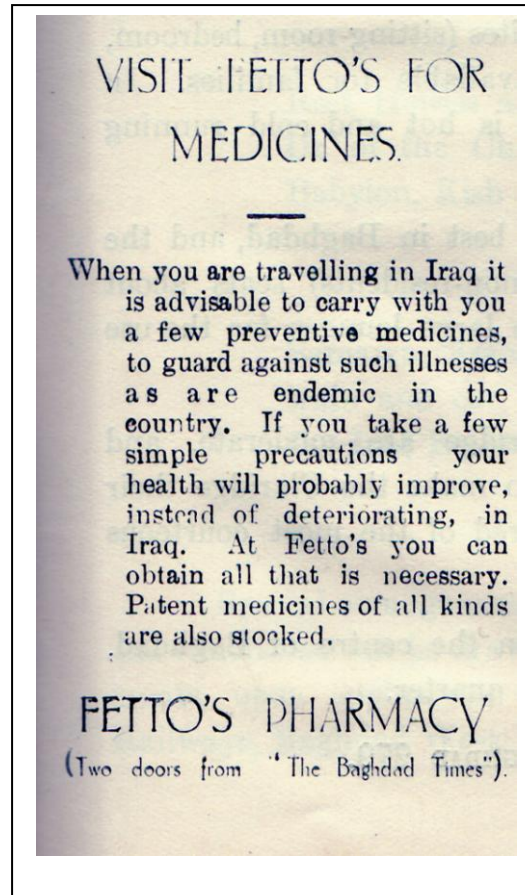 VISIT FETTO'S FOR
MEDICINES.
When you are travelling in Iraq it
is advisable to carry with you
a few preventive medicines,
to guard against such illnesses
as are endemic in the
country. If you take a few
simple precautions your
health will probably improve,
instead of deteriorating, in
Iraq. At Fetto's you can
obtain all that is necessary.
Patent medicines of all kinds
are also stocked.
FETTO'S PHARMACY
(Two doors from "The Baghdad Times").